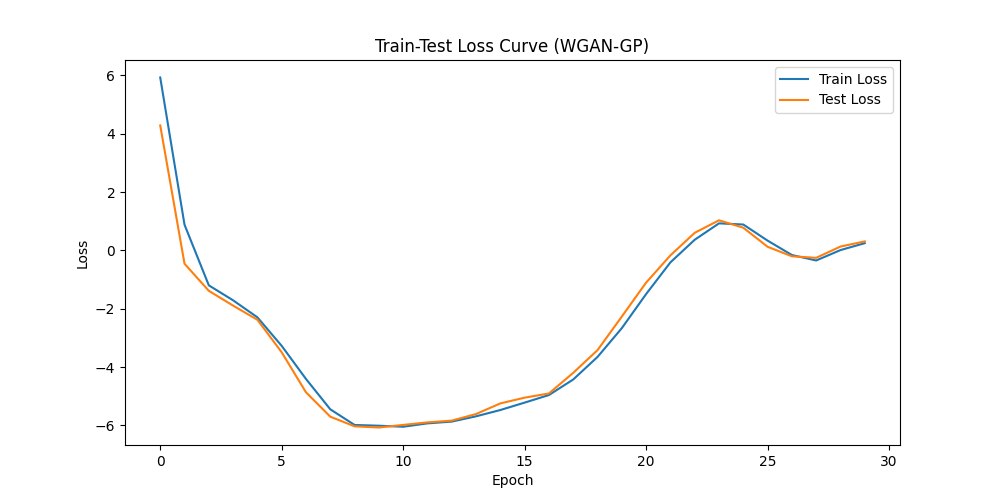 Train-Test Loss Curve (WGAN-GP)
Train Loss
Test Loss
Loss
6
4
2
0
−2
−4
−6
0 5 10 15 20 25 30
Epoch